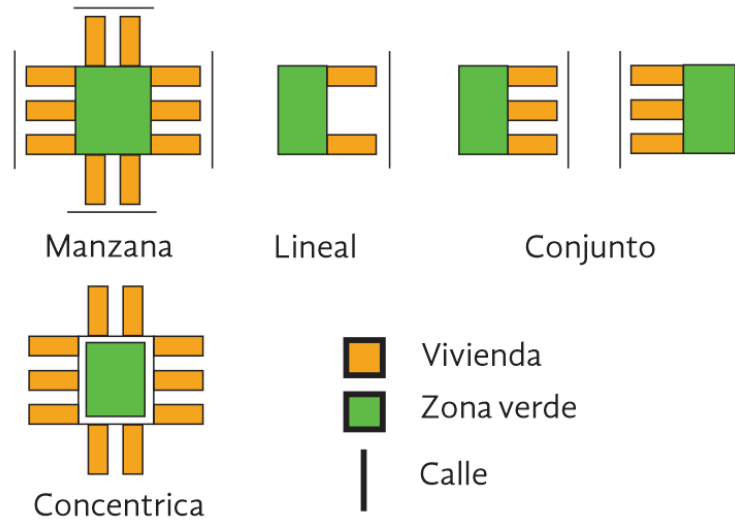 Manzana
Lineal
Conjunto
Vivienda
Zona verde
Calle
Concentrica